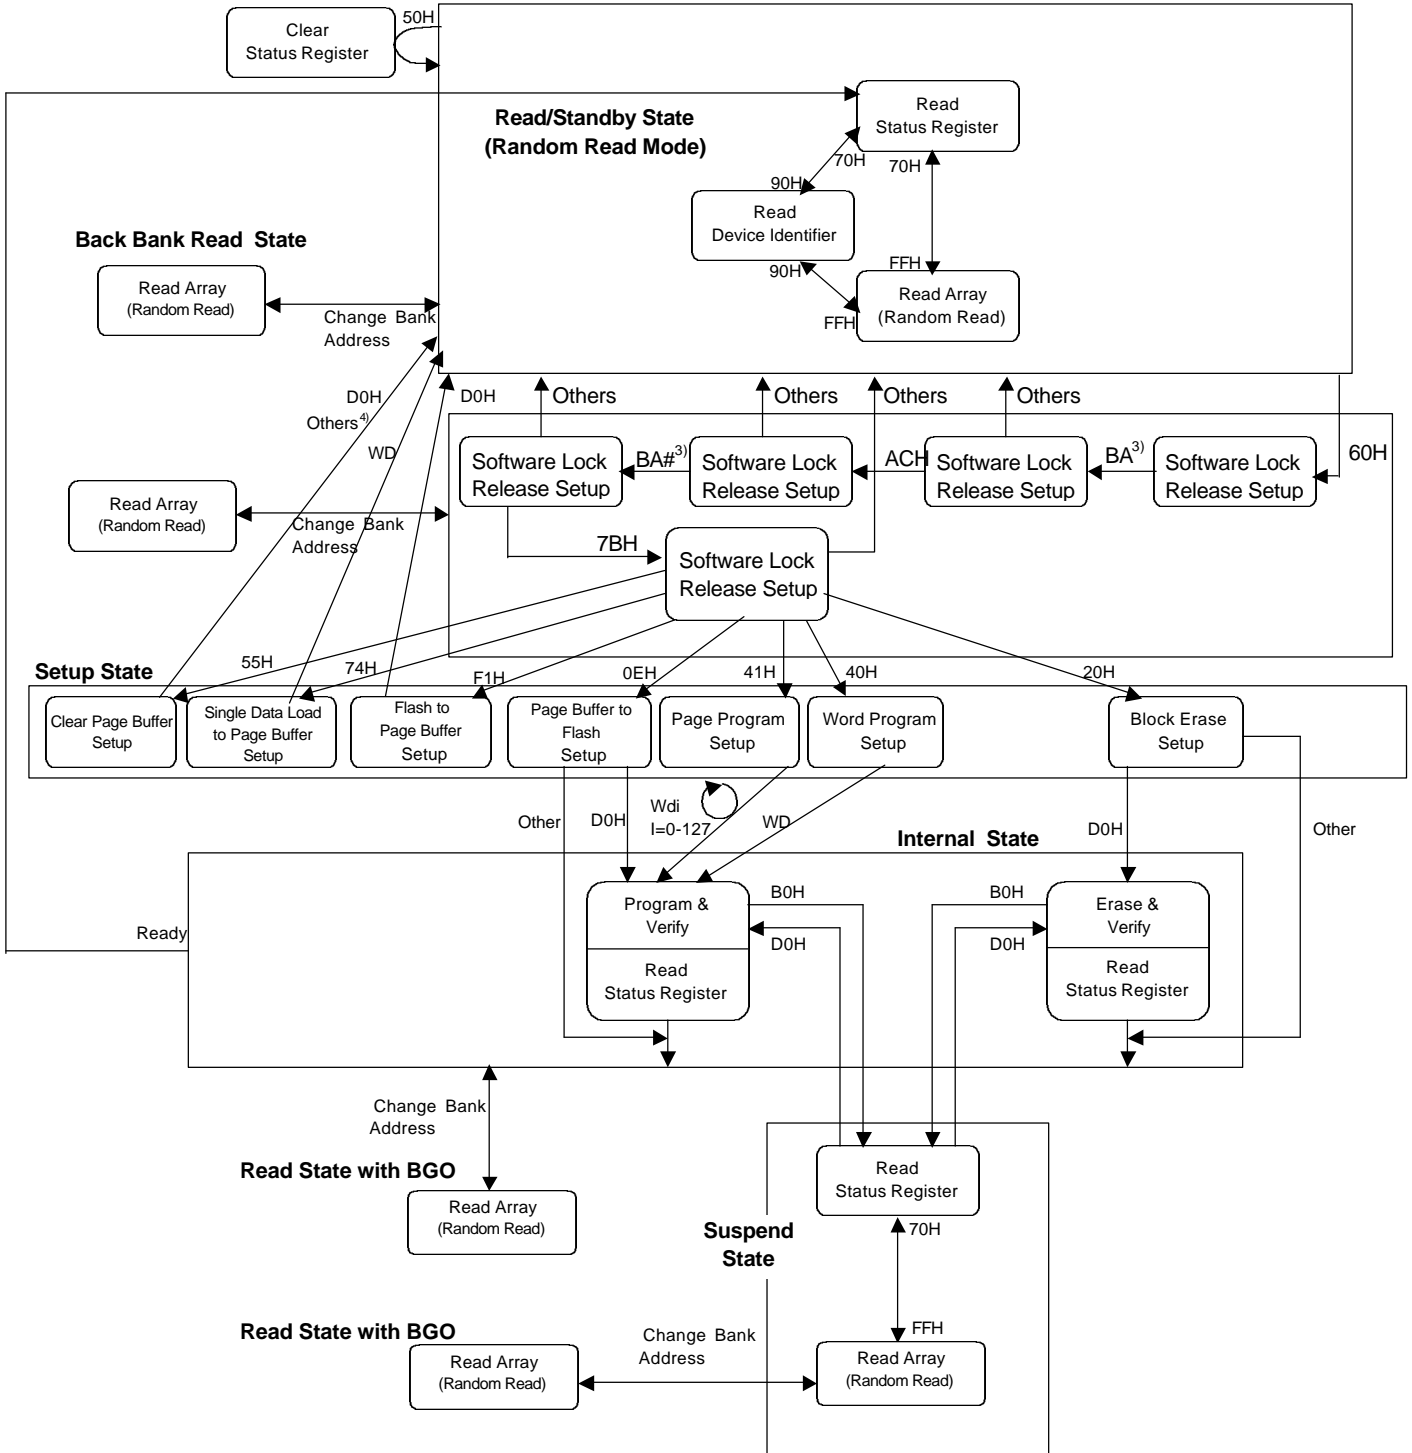 50H
Clear
Status Register
Read/Standby State
(Random Read Mode)
Read
Status Register
70H
70H
90H
Read
Device Identifier
90H
FFH
FFH
Read Array
(Random Read)
Back Bank Read State
Read Array
(Random Read)
Change Bank
Address
D0H
Others4)
WD
D0H
Others
Others
Others
Others
60H
Software Lock
Release Setup
BA#3)
Software Lock
Release Setup
ACH
Software Lock
Release Setup
BA3)
Software Lock
Release Setup
Read Array
(Random Read)
Change Bank
Address
7BH
Software Lock
Release Setup
Setup State
55H
74H
F1H
0EH
41H
40H
20H
Clear Page Buffer
Setup
Single Data Load
to Page Buffer
Setup
Flash to
Page Buffer
Setup
Page Buffer to
Flash
Setup
Page Program
Setup
Word Program
Setup
Block Erase
Setup
Other
D0H
Wdi
I=0-127
WD
Internal State
D0H
Other
Ready
Program &
Verify
Read
Status Register
B0H
D0H
B0H
D0H
Erase &
Verify
Read
Status Register
Change Bank
Address
Read State with BGO
Read Array
(Random Read)
Suspend
State
Read
Status Register
70H
FFH
Read State with BGO
Read Array
(Random Read)
Change Bank
Address
Read Array
(Random Read)